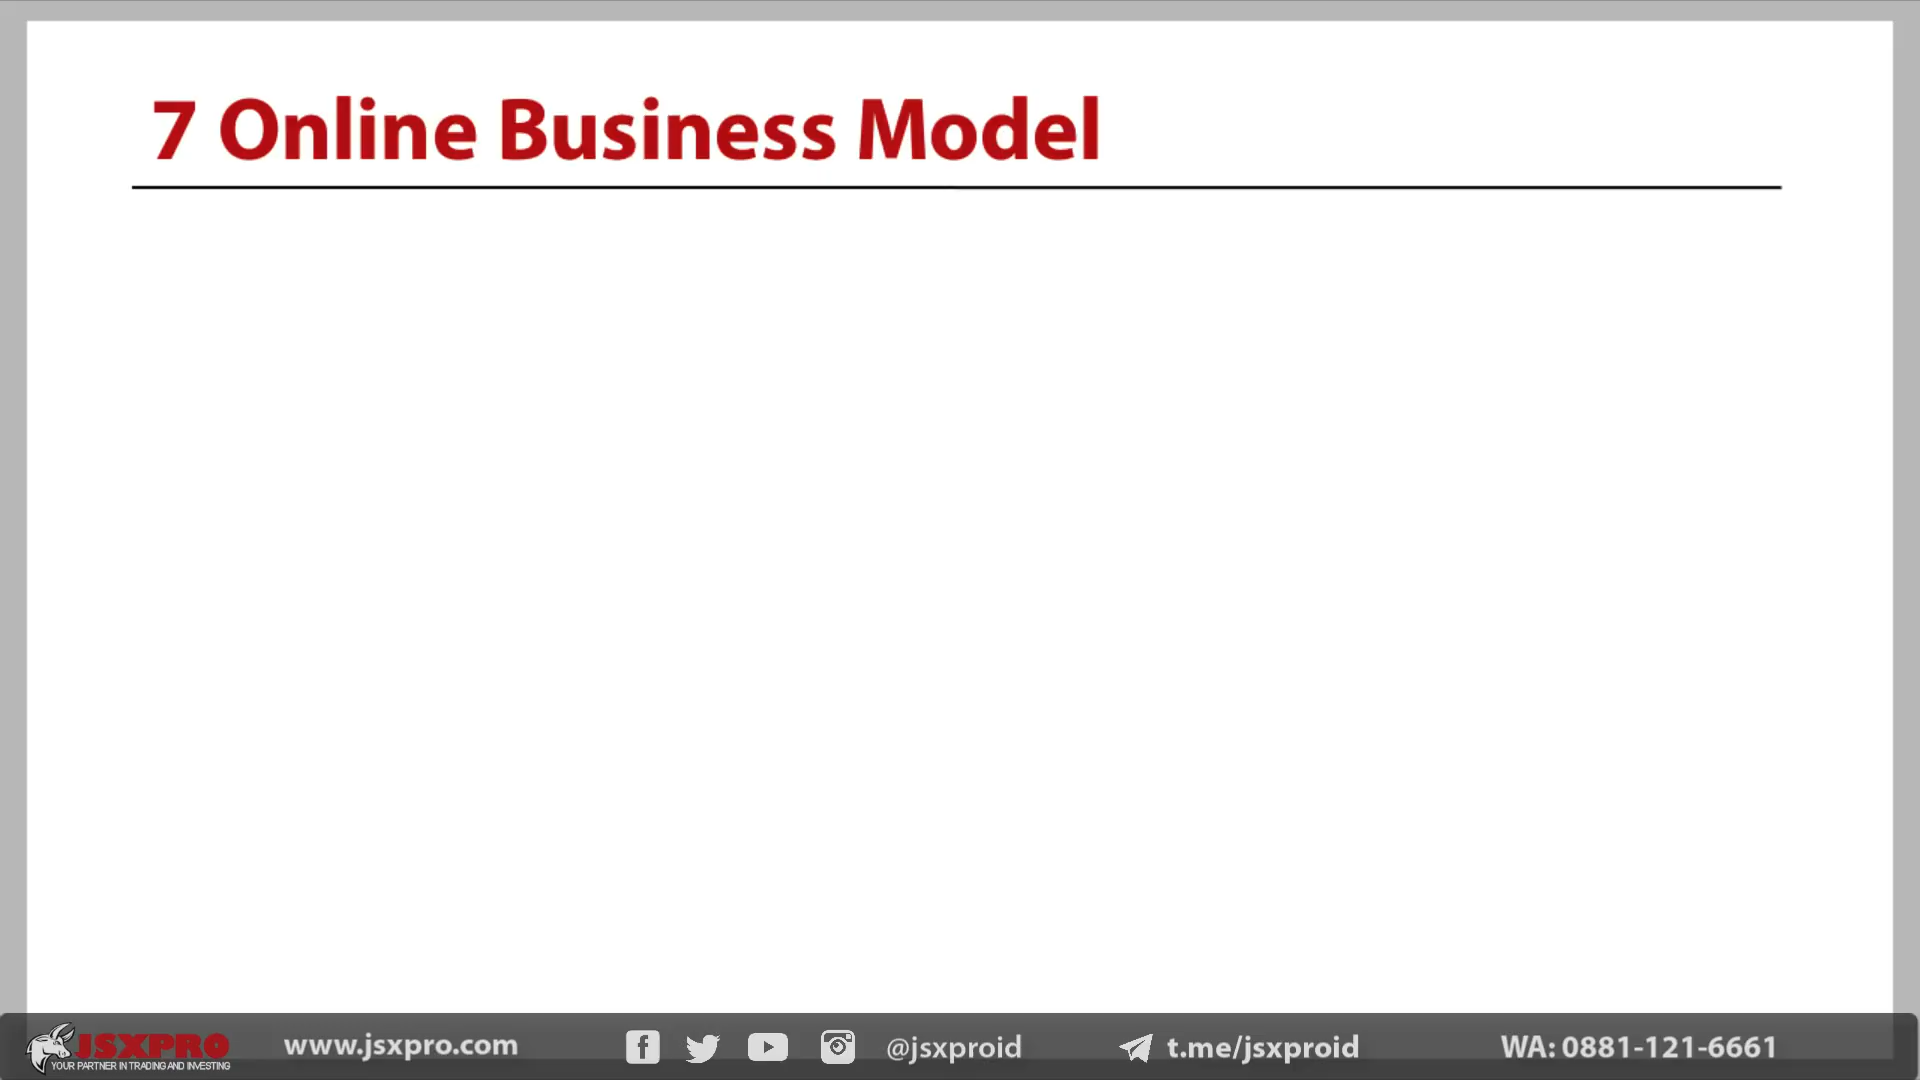 7 Online Business Model
JSXPRO
YOUR PARTNER IN TRADING AND INVESTING
www.jsxpro.com
@jsxproid
t.me/jsxproid
WA: 0881-121-6661